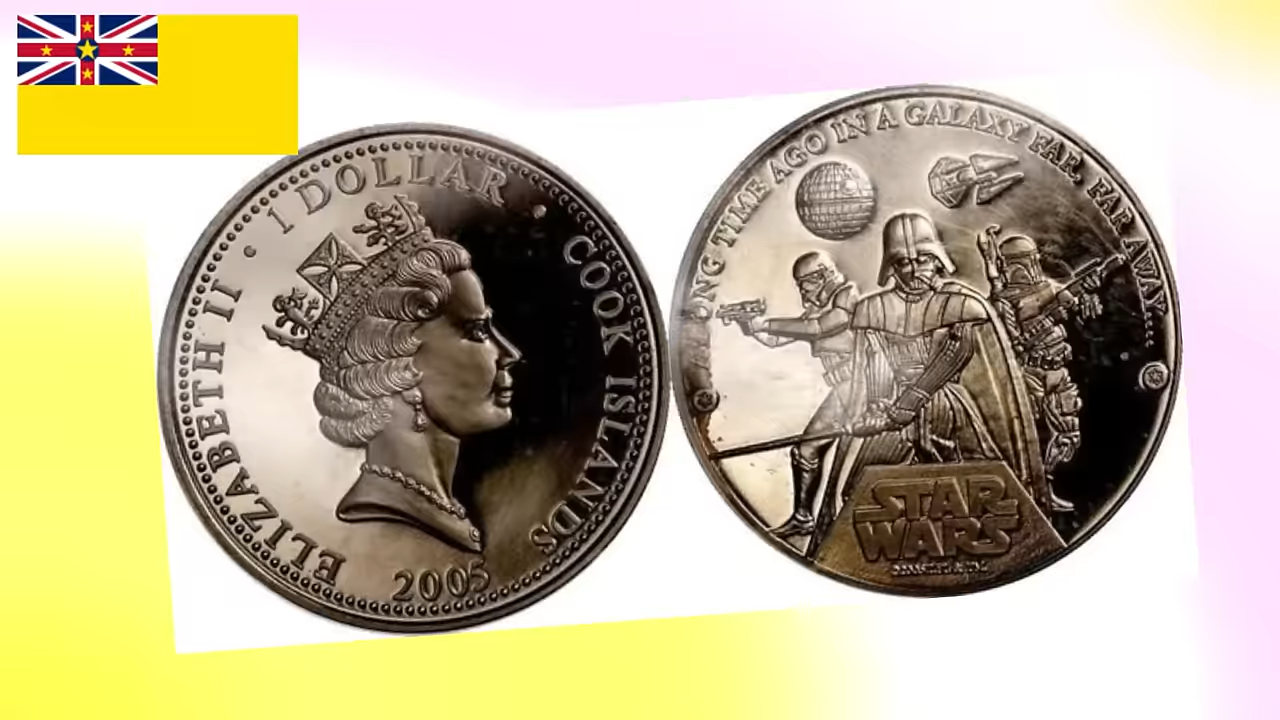 ELIZABETH II • 1 DOLLAR • COOK ISLANDS
2005
LONG TIME AGO IN A GALAXY FAR, FAR AWAY....
STAR
WARS